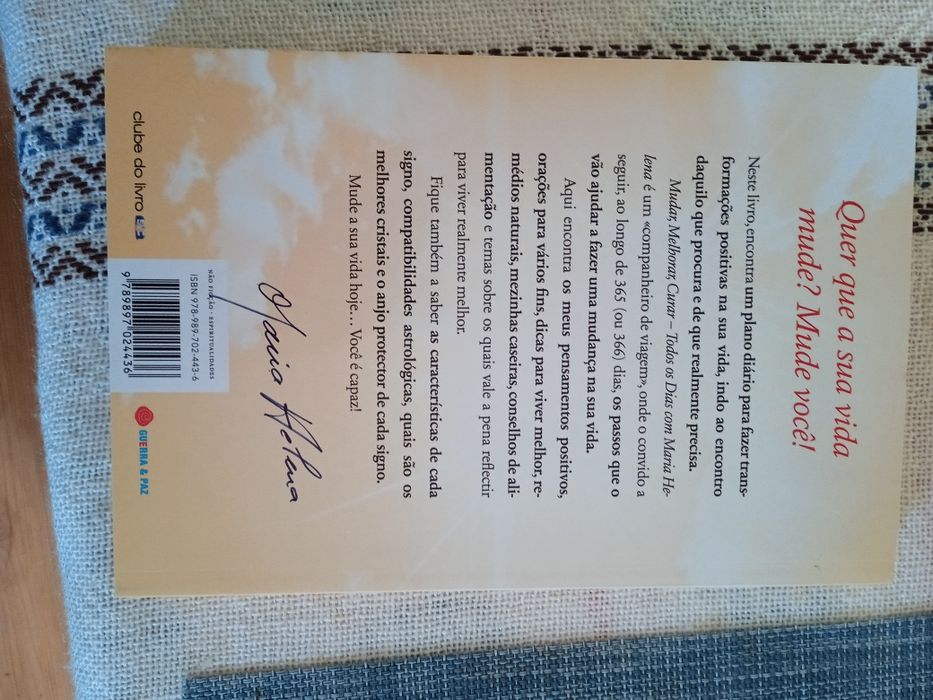 Quer que a sua vida
mude? Mude você!
Neste livro, encontra um plano diário para fazer trans-
formações positivas na sua vida, indo ao encontro
daquilo que procura e de que realmente precisa.
Mudar, Melhorar, Curar – Todos os Dias com Maria He-
lena é um «companheiro de viagem», onde o convido a
seguir, ao longo de 365 (ou 366) dias, os passos que o
vão ajudar a fazer uma mudança na sua vida.
Aqui encontra os meus pensamentos positivos,
orações para vários fins, dicas para viver melhor, re-
médios naturais, mezinhas caseiras, conselhos de ali-
mentação e temas sobre os quais vale a pena reflectir
para viver realmente melhor.
Fique também a saber as características de cada
signo, compatibilidades astrológicas, quais são os
melhores cristais e o anjo protector de cada signo.
Mude a sua vida hoje... Você é capaz!
Maria Helena
NÃO FICÇÃO · ESPIRITUALIDADES
ISBN 978-989-702-443-6
9 789897 024436
clube do livro SIC
GUERRA & PAZ